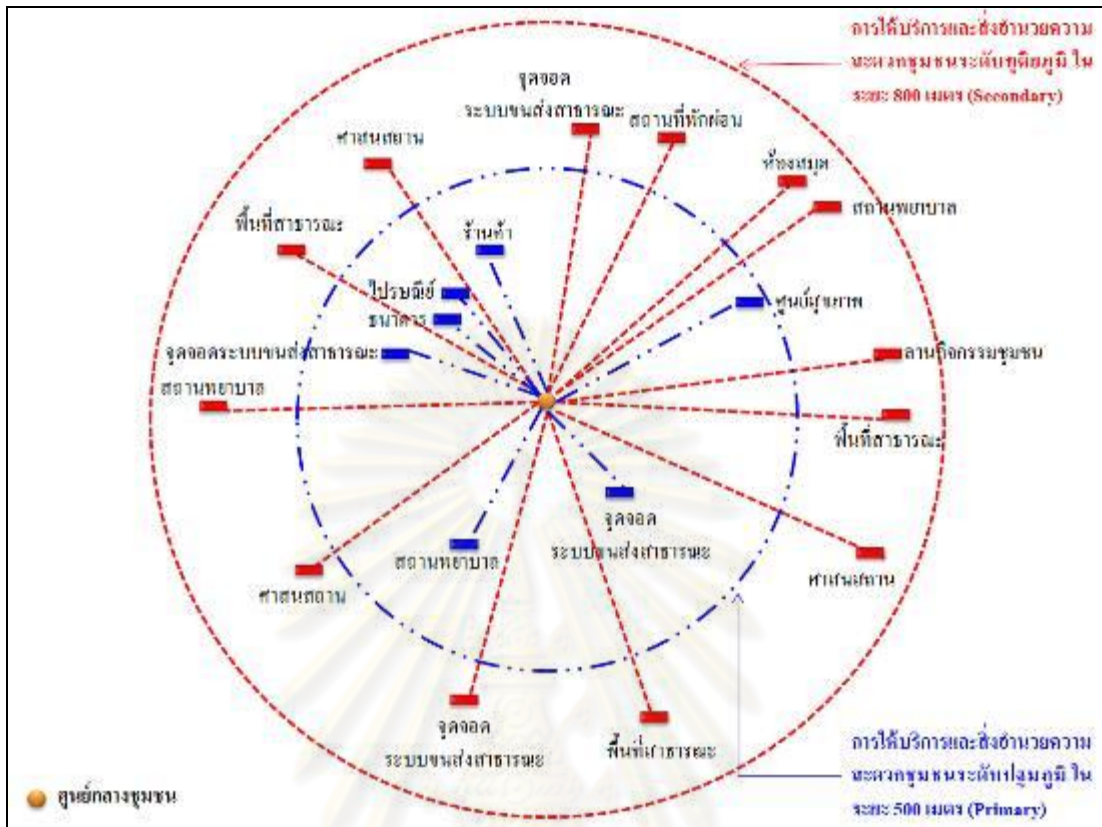 การได้บริการและสิ่งอำนวยความ
สะดวกชุมชนระดับทุติยภูมิ ใน
ระยะ 800 เมตร (Secondary)
จุดจอด
ระบบขนส่งสาธารณะ
สถานที่พักผ่อน
ศาสนสถาน
ห้องสมุด
สถานพยาบาล
พื้นที่สาธารณะ
ร้านค้า
ไปรษณีย์
ธนาคาร
ศูนย์สุขภาพ
จุดจอดระบบขนส่งสาธารณะ
ลานกิจกรรมชุมชน
สถานพยาบาล
พื้นที่สาธารณะ
จุดจอด
ระบบขนส่งสาธารณะ
สถานพยาบาล
ศาสนสถาน
ศาสนสถาน
จุดจอด
ระบบขนส่งสาธารณะ
พื้นที่สาธารณะ
การได้บริการและสิ่งอำนวยความ
สะดวกชุมชนระดับปฐมภูมิ ใน
ระยะ 500 เมตร (Primary)
ศูนย์กลางชุมชน